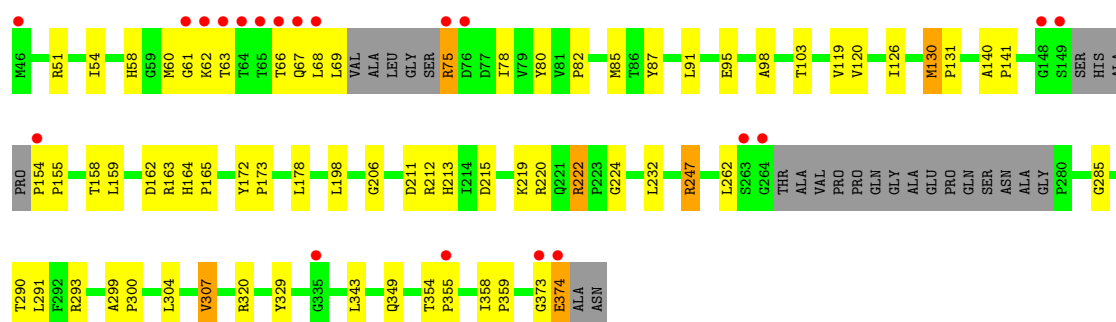 M46 R51 I54 H58 G59 M60 G61 K62 T63 T64 T65 T66 Q67 L68 L69 VAL ALA LEU GLY SER R75 D76 D77 I78 V79 Y80 V81 P82 M85 T86 Y87 L91 E95 A98 T103 V119 V120 I126 M130 P131 A140 P141 G148 S149 SER HIS ALA
PRO P154 P155 T158 L159 D162 R163 H164 P165 Y172 P173 L178 L198 G206 D211 R212 H213 I214 D215 K219 R220 Q221 R222 P223 G224 L232 R247 L262 S263 G264 THR ALA VAL PRO PRO GLN GLY ALA GLU PRO GLN SER ASN ALA GLY P280 G285
T290 L291 F292 R293 A299 P300 L304 V307 R320 Y329 G335 L343 Q349 T354 P355 I358 P359 G373 E374 ALA ASN